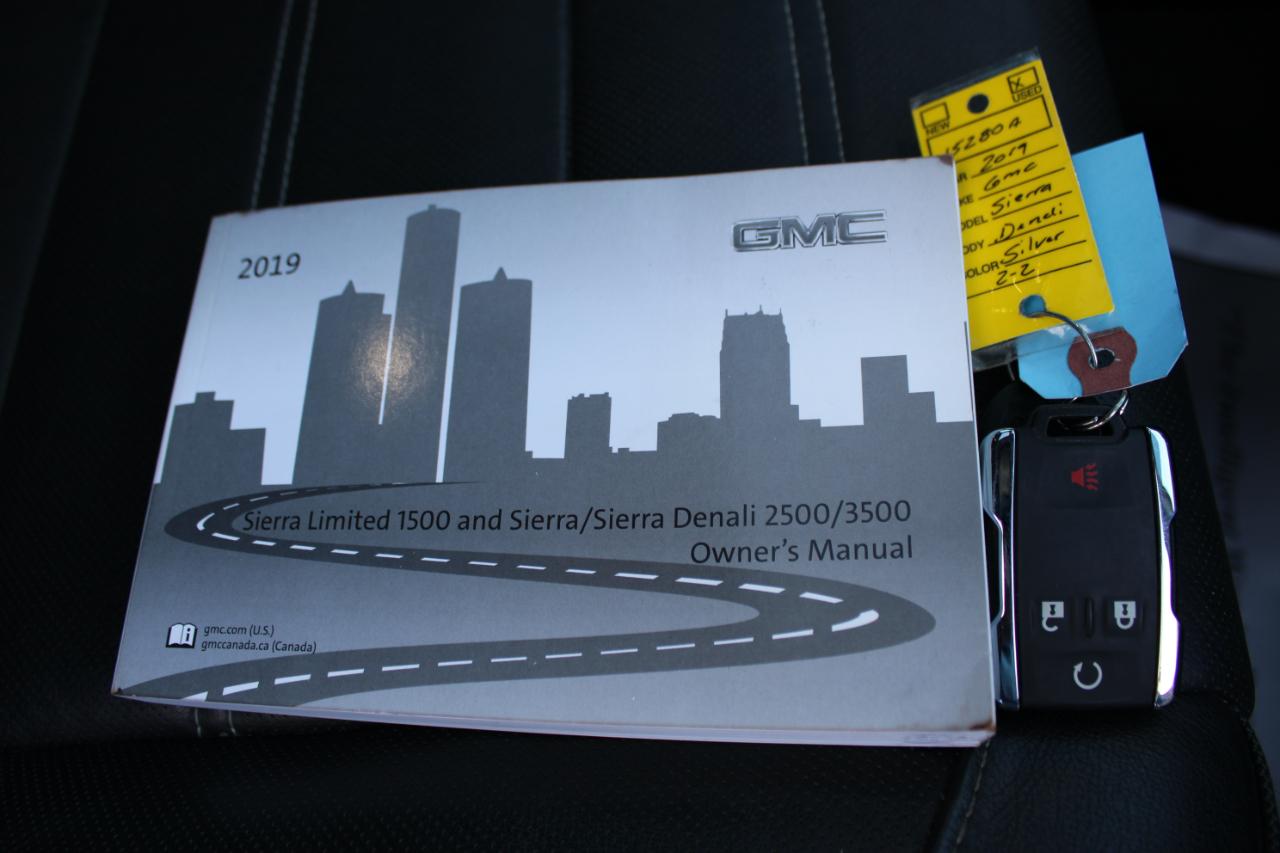 2019
GMC
Sierra Limited 1500 and Sierra/Sierra Denali 2500/3500
Owner's Manual
gmc.com (U.S.)
gmccanada.ca (Canada)
NEW
X
USED
15280A
2019
Gmc
Sierra
Denali
Silver
2-2